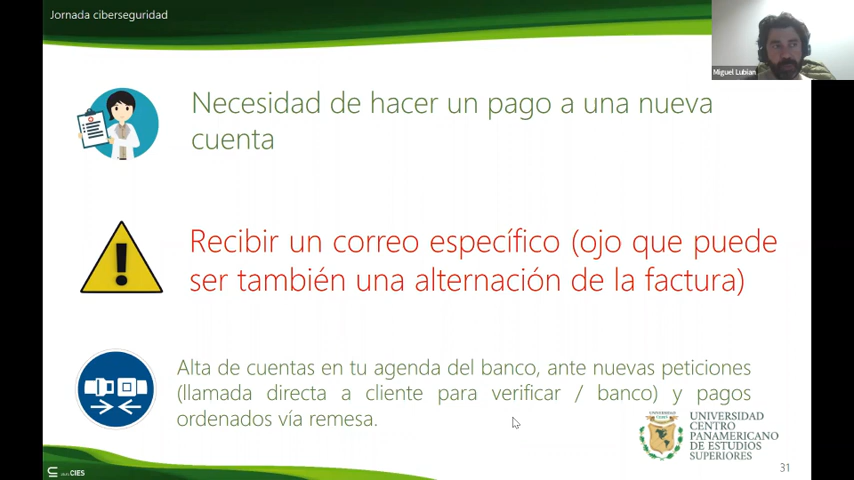 Jornada ciberseguridad
Miguel Lubian
Necesidad de hacer un pago a una nueva
cuenta
Recibir un correo específico (ojo que puede
ser también una alternación de la factura)
Alta de cuentas en tu agenda del banco, ante nuevas peticiones
(llamada directa a cliente para verificar / banco) y pagos
ordenados vía remesa.
UNIVERSIDAD
CENTRO
PANAMERICANO
DE ESTUDIOS
SUPERIORES
CIES
31